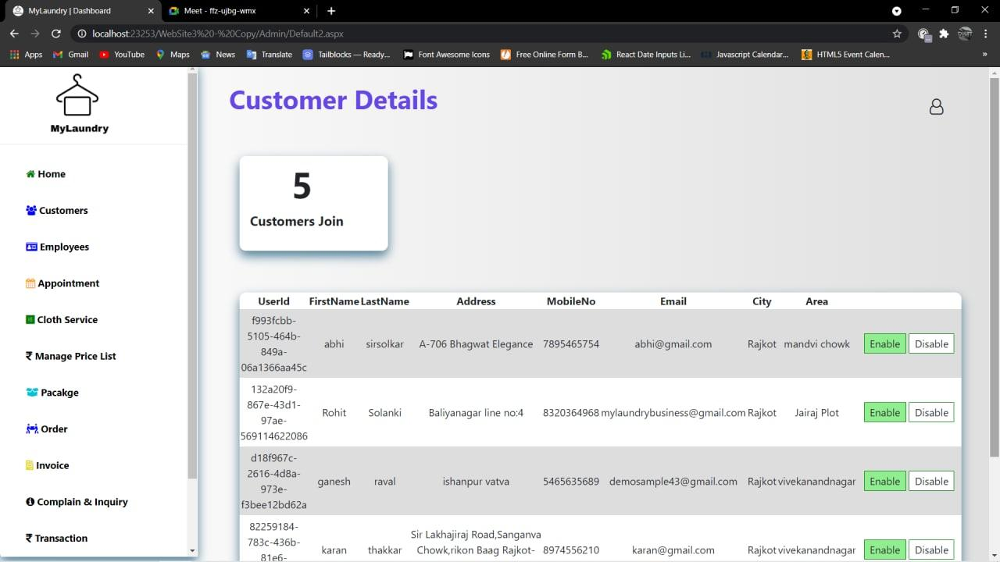 MyLaundry | Dashboard
Meet - ffz-ujbg-wmx
localhost:23253/WebSite3%20-%20Copy/Admin/Default2.aspx
Apps Gmail YouTube Maps News Translate Tailblocks — Ready... Font Awesome Icons Free Online Form B... React Date Inputs Li... Javascript Calendar... HTML5 Event Calen... »
MyLaundry
Home
Customers
Employees
Appointment
Cloth Service
₹ Manage Price List
Pacakge
Order
Invoice
Complain & Inquiry
₹ Transaction
Customer Details
5
Customers Join
UserId FirstName LastName Address MobileNo Email City Area
f993fcbb-
5105-464b-
849a-
06a1366aa45c
abhi sirsolkar A-706 Bhagwat Elegance 7895465754 abhi@gmail.com Rajkot mandvi chowk Enable Disable
132a20f9-
867e-43d1-
97ae-
569114622086
Rohit Solanki Baliyanagar line no:4 8320364968 mylaundrybusiness@gmail.com Rajkot Jairaj Plot Enable Disable
d18f967c-
2616-4d8a-
973e-
f3bee12bd62a
ganesh raval ishanpur vatva 5465635689 demosample43@gmail.com Rajkot vivekanandnagar Enable Disable
82259184-
783c-436b-
81e6-
karan thakkar
Sir Lakhajiraj Road,Sanganva
Chowk,rikon Baag Rajkot-
8974556210 karan@gmail.com Rajkot vivekanandnagar Enable Disable